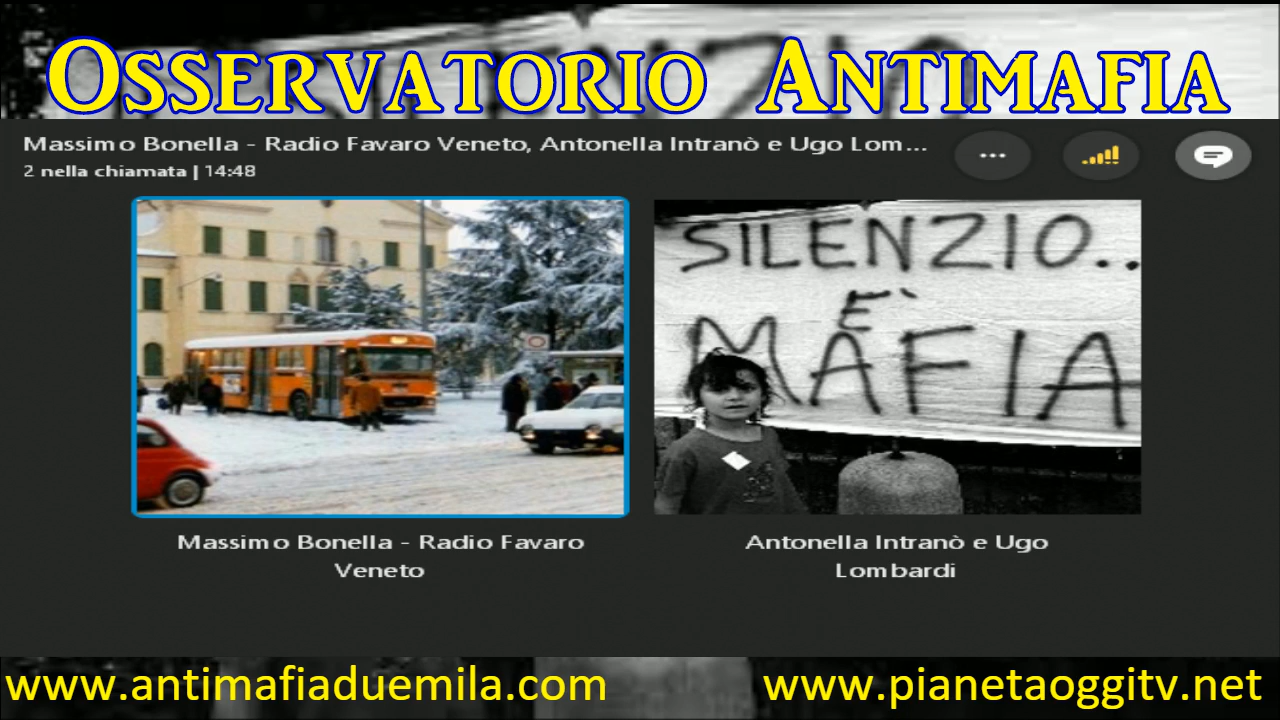 OSSERVATORIO ANTIMAFIA
Massimo Bonella - Radio Favaro Veneto, Antonella Intranò e Ugo Lom...
2 nella chiamata | 14:48
SILENZIO..
E'
MAFIA
Massimo Bonella - Radio Favaro
Veneto
Antonella Intranò e Ugo
Lombardi
www.antimafiaduemila.com
www.pianetaoggitv.net